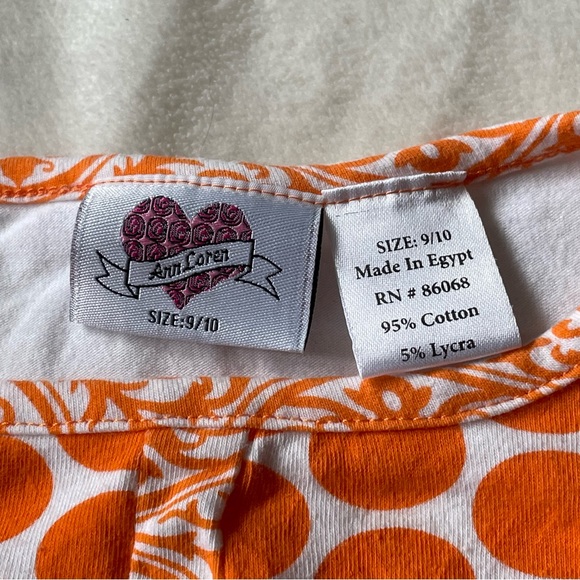 Ann Loren
SIZE:9/10
SIZE: 9/10
Made In Egypt
RN # 86068
95% Cotton
5% Lycra